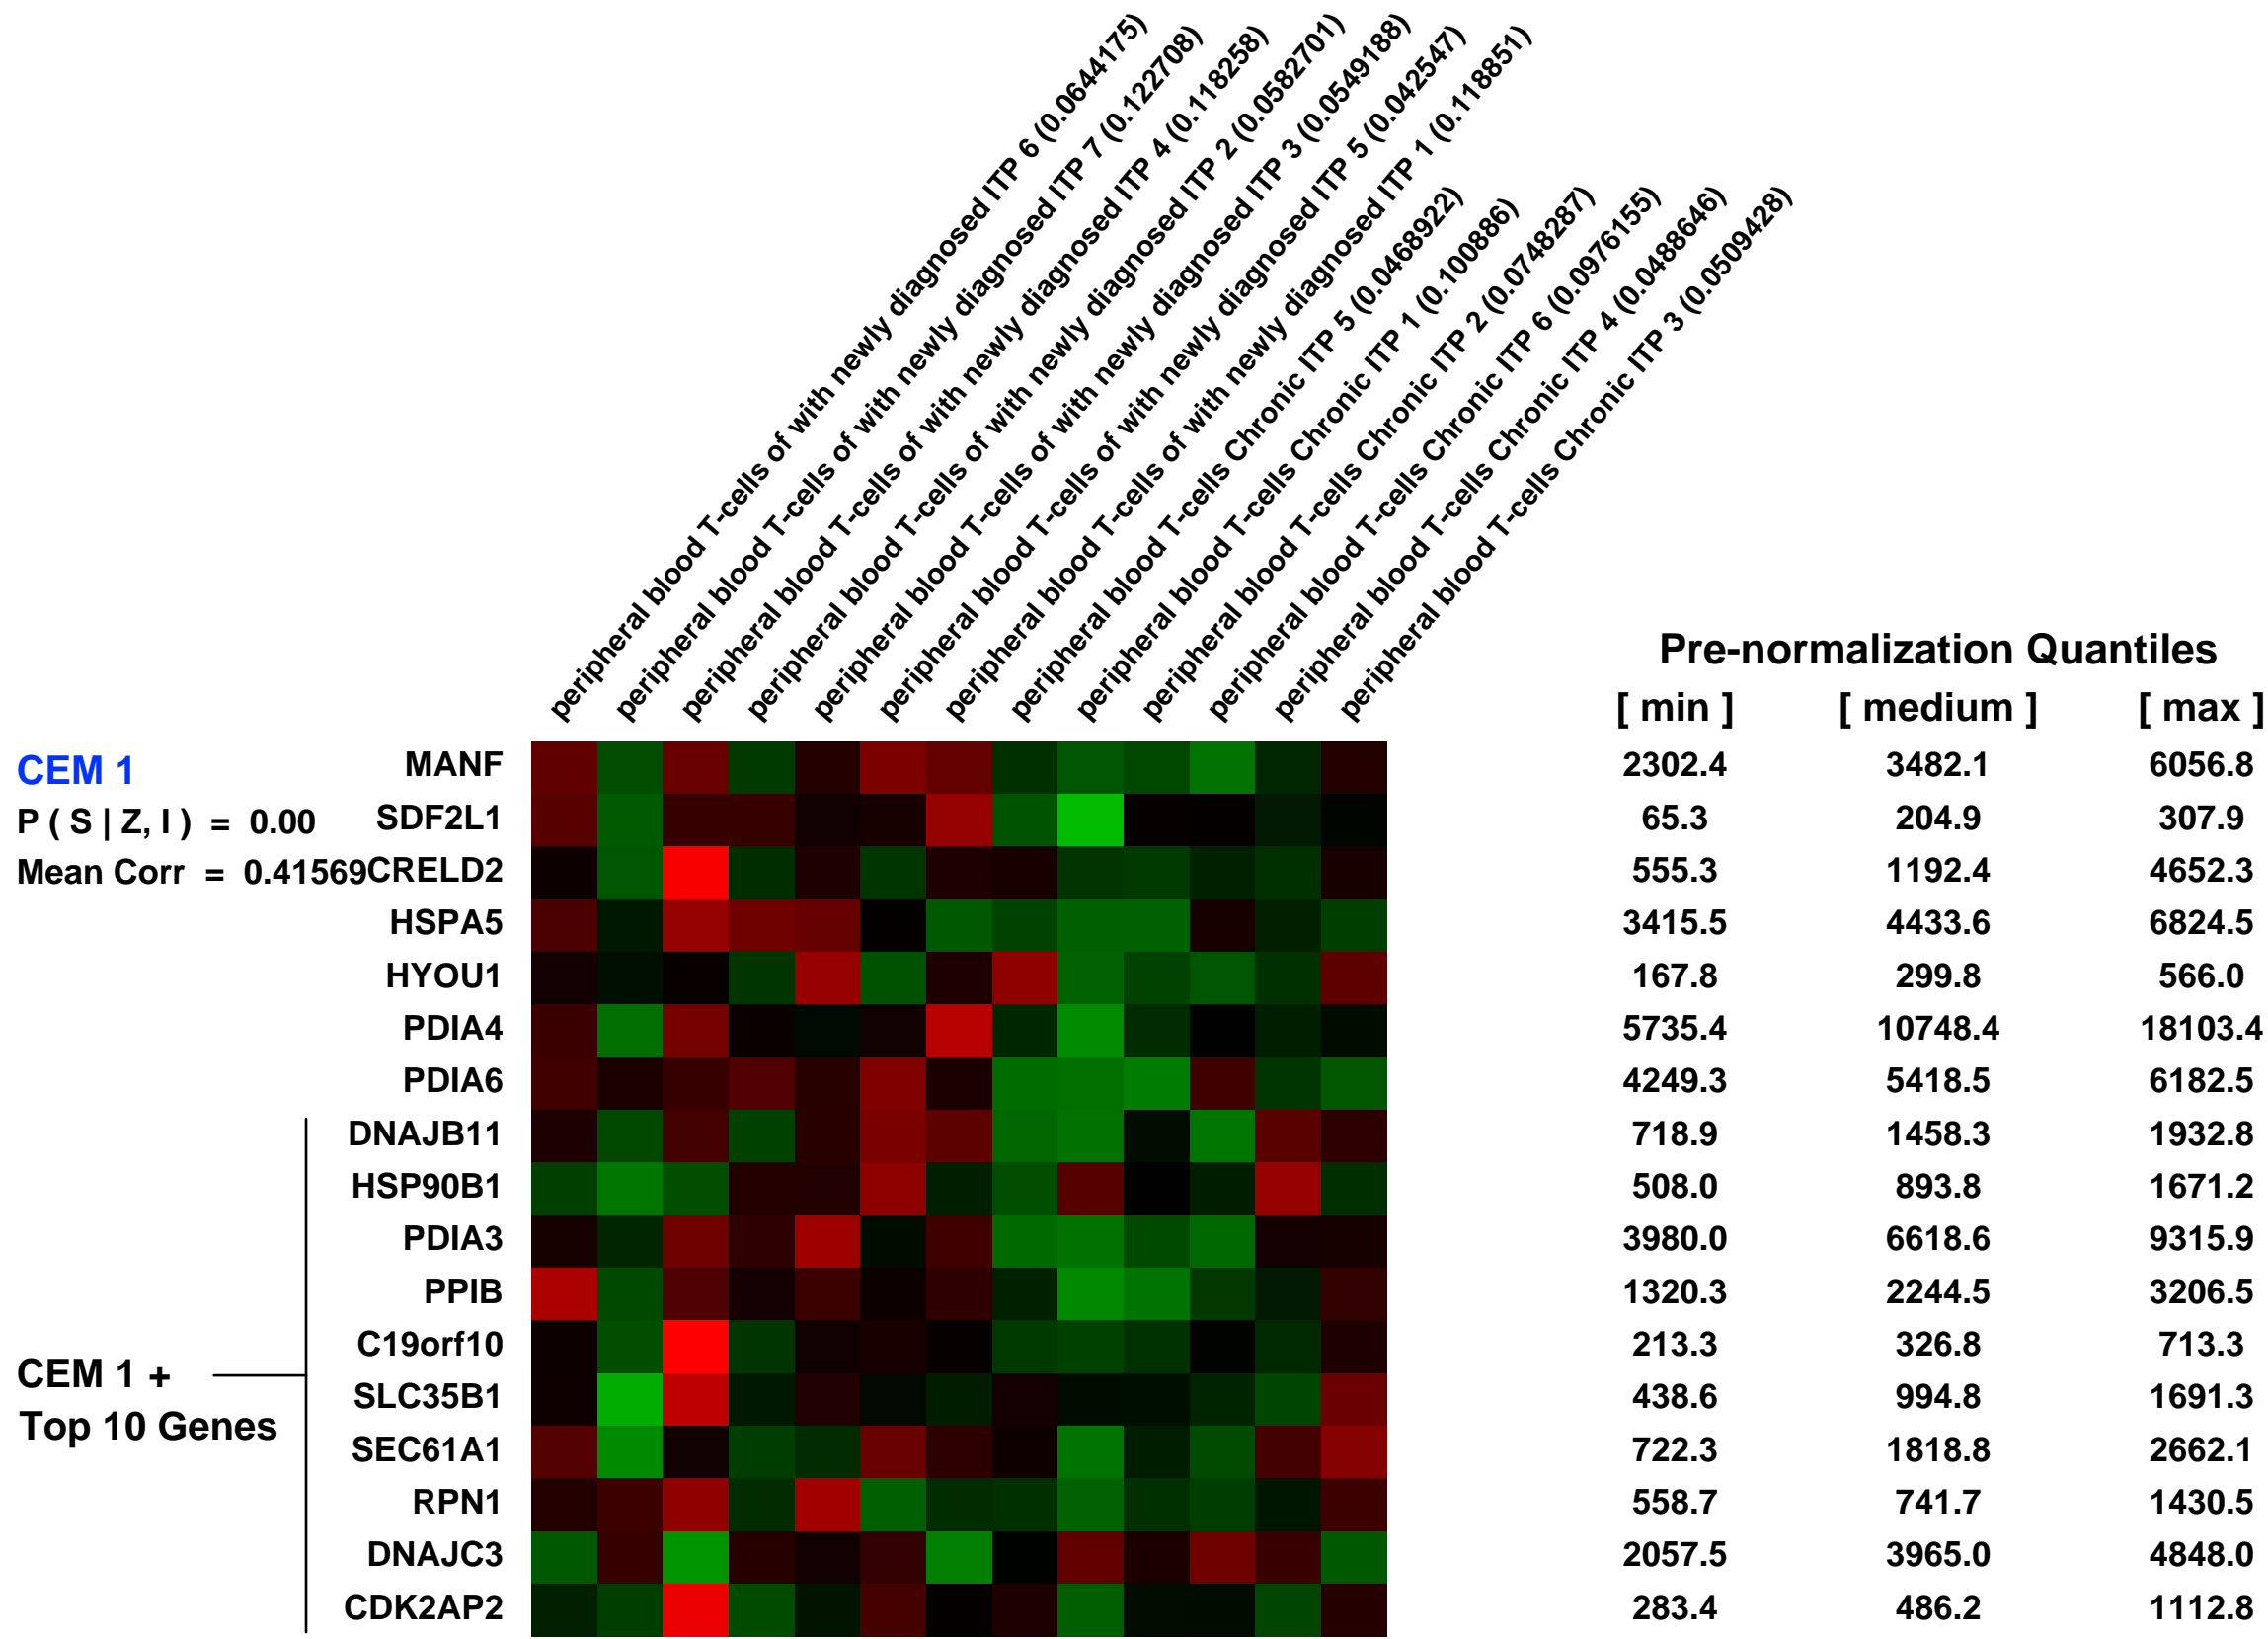 peripheral blood T-cells of with newly diagnosed ITP 6 (0.0644175)
peripheral blood T-cells of with newly diagnosed ITP 7 (0.122708)
peripheral blood T-cells of with newly diagnosed ITP 4 (0.118258)
peripheral blood T-cells of with newly diagnosed ITP 2 (0.0582701)
peripheral blood T-cells of with newly diagnosed ITP 3 (0.0549188)
peripheral blood T-cells of with newly diagnosed ITP 5 (0.042547)
peripheral blood T-cells of with newly diagnosed ITP 1 (0.118851)
peripheral blood T-cells Chronic ITP 5 (0.0468922)
peripheral blood T-cells Chronic ITP 1 (0.100886)
peripheral blood T-cells Chronic ITP 2 (0.0748287)
peripheral blood T-cells Chronic ITP 6 (0.0976155)
peripheral blood T-cells Chronic ITP 4 (0.0488646)
peripheral blood T-cells Chronic ITP 3 (0.0509428)
Pre-normalization Quantiles
[ min ] [ medium ] [ max ]
CEM 1 MANF 2302.4 3482.1 6056.8
P ( S | Z, I ) = 0.00 SDF2L1 65.3 204.9 307.9
Mean Corr = 0.41569 CRELD2 555.3 1192.4 4652.3
HSPA5 3415.5 4433.6 6824.5
HYOU1 167.8 299.8 566.0
PDIA4 5735.4 10748.4 18103.4
PDIA6 4249.3 5418.5 6182.5
DNAJB11 718.9 1458.3 1932.8
HSP90B1 508.0 893.8 1671.2
PDIA3 3980.0 6618.6 9315.9
PPIB 1320.3 2244.5 3206.5
C19orf10 213.3 326.8 713.3
CEM 1 +
SLC35B1 438.6 994.8 1691.3
Top 10 Genes
SEC61A1 722.3 1818.8 2662.1
RPN1 558.7 741.7 1430.5
DNAJC3 2057.5 3965.0 4848.0
CDK2AP2 283.4 486.2 1112.8